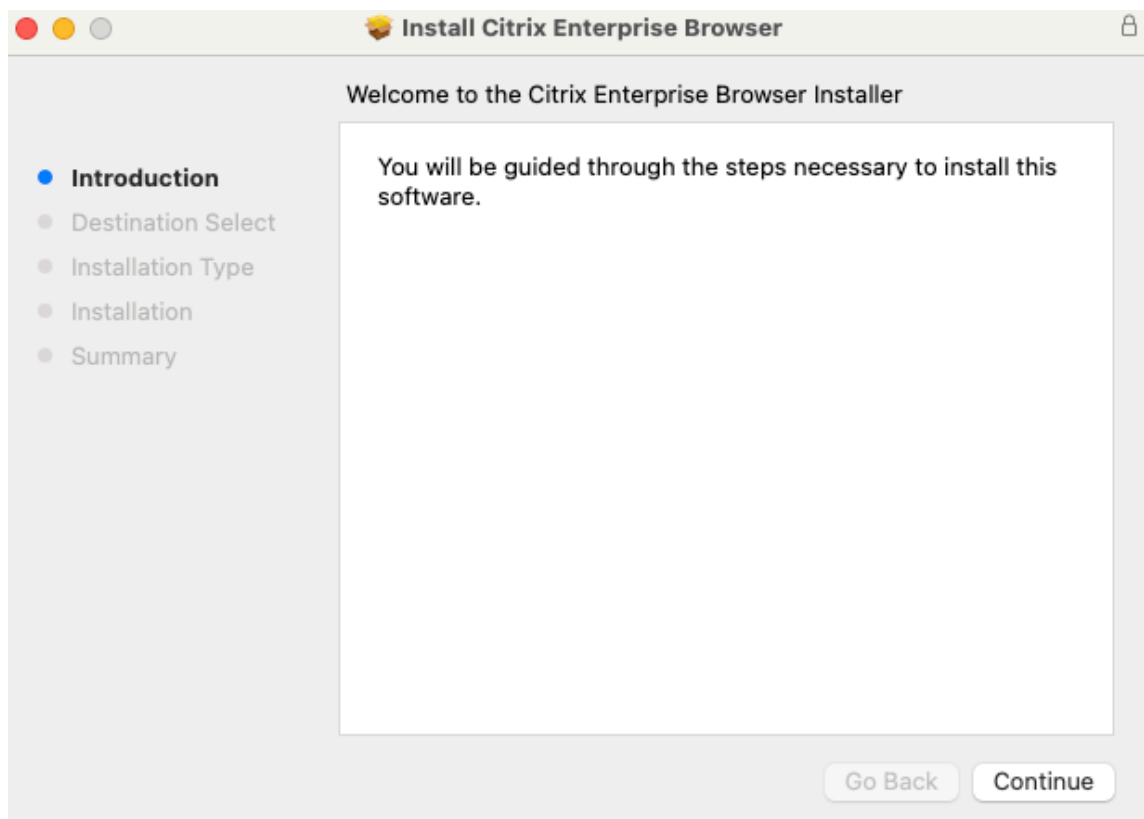 Install Citrix Enterprise Browser
Welcome to the Citrix Enterprise Browser Installer
Introduction
Destination Select
Installation Type
Installation
Summary
You will be guided through the steps necessary to install this
software.
Go Back
Continue